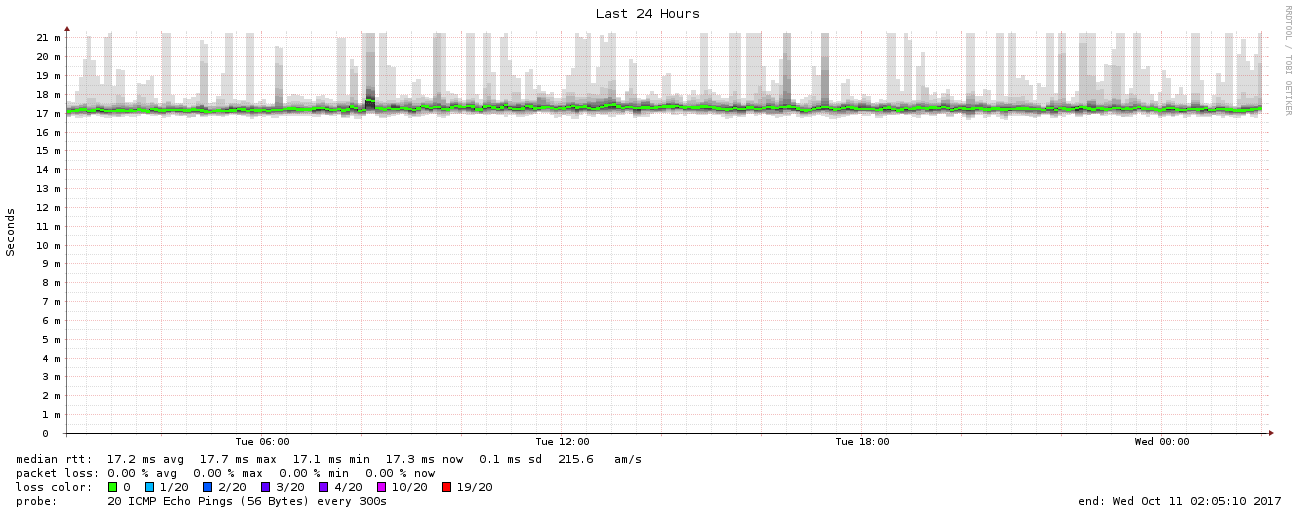 Last 24 Hours
RRDTOOL / TOBI OETIKER
Seconds
21 m
20 m
19 m
18 m
17 m
16 m
15 m
14 m
13 m
12 m
11 m
10 m
9 m
8 m
7 m
6 m
5 m
4 m
3 m
2 m
1 m
0
Tue 06:00 Tue 12:00 Tue 18:00 Wed 00:00
median rtt: 17.2 ms avg 17.7 ms max 17.1 ms min 17.3 ms now 0.1 ms sd 215.6 am/s
packet loss: 0.00 % avg 0.00 % max 0.00 % min 0.00 % now
loss color: 0 1/20 2/20 3/20 4/20 10/20 19/20
probe: 20 ICMP Echo Pings (56 Bytes) every 300s end: Wed Oct 11 02:05:10 2017